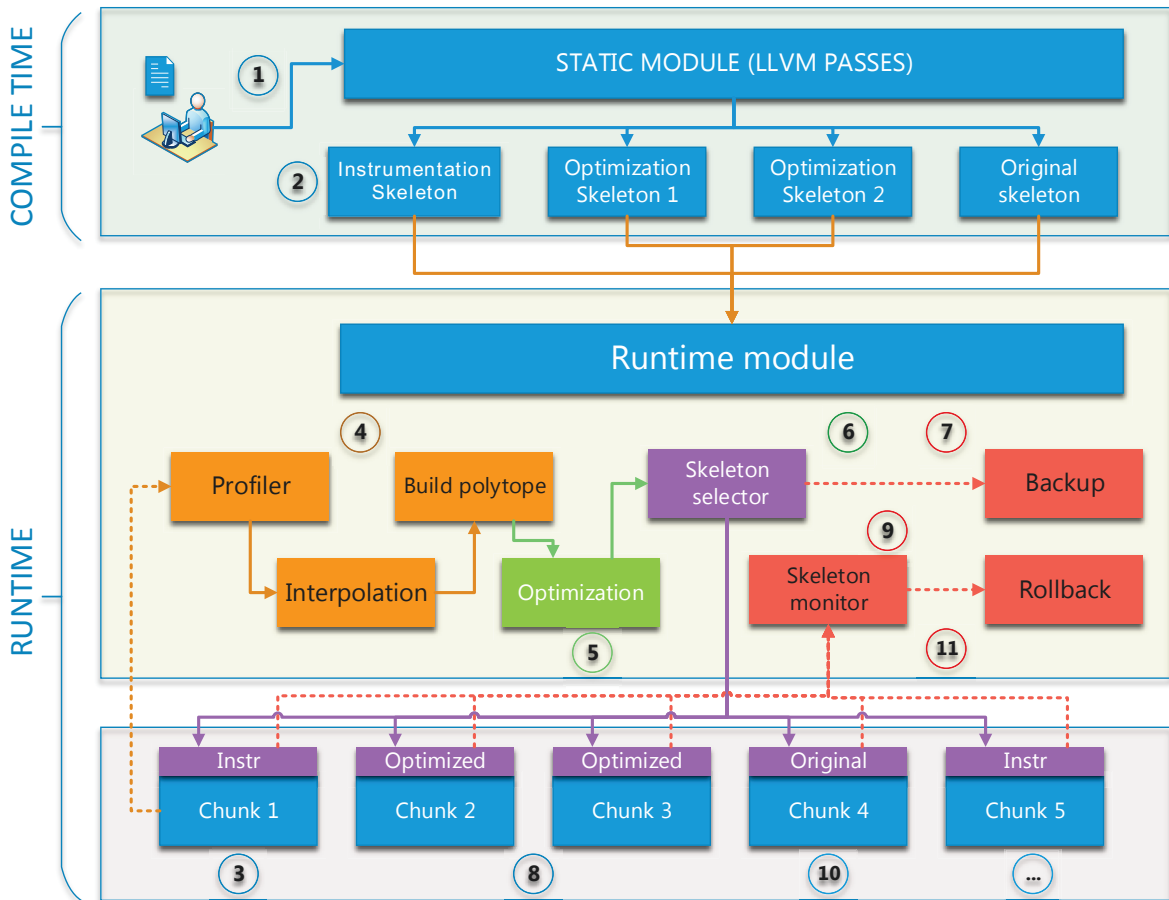 COMPILE TIME
1
STATIC MODULE (LLVM PASSES)
2
Instrumentation
Skeleton
Optimization
Skeleton 1
Optimization
Skeleton 2
Original
skeleton
RUNTIME
Runtime module
4
6
7
Profiler
Build polytope
Skeleton
selector
Backup
9
Interpolation
Optimization
Skeleton
monitor
Rollback
5
11
Instr
Optimized
Optimized
Original
Instr
Chunk 1
Chunk 2
Chunk 3
Chunk 4
Chunk 5
3
8
10
...